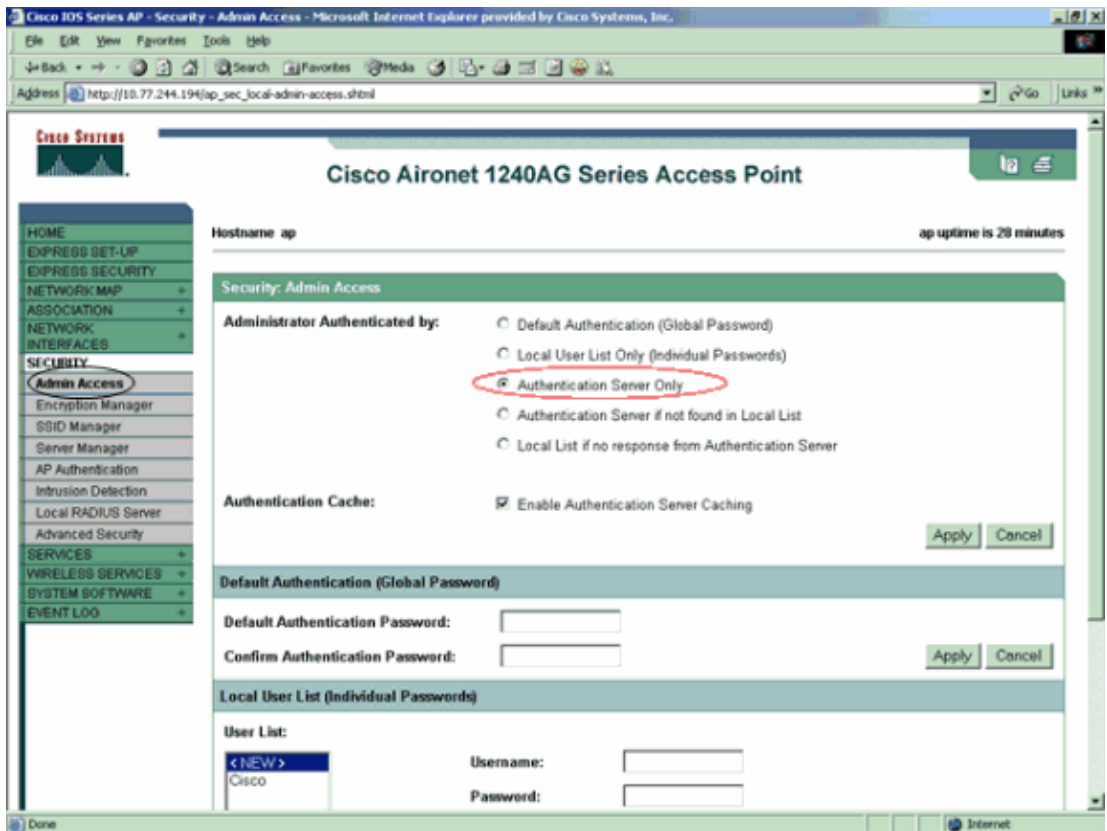 Cisco IOS Series AP - Security - Admin Access - Microsoft Internet Explorer provided by Cisco Systems, Inc.
File Edit View Favorites Tools Help
Back Search Favorites Media
Address http://10.77.244.194/ap_sec_local-admin-access.shtml Go Links »
Cisco Systems
Cisco Aironet 1240AG Series Access Point
Hostname ap
ap uptime is 28 minutes
HOME
EXPRESS SET-UP
EXPRESS SECURITY
NETWORK MAP +
ASSOCIATION +
NETWORK
INTERFACES +
SECURITY
Admin Access
Encryption Manager
SSID Manager
Server Manager
AP Authentication
Intrusion Detection
Local RADIUS Server
Advanced Security
SERVICES +
WIRELESS SERVICES +
SYSTEM SOFTWARE +
EVENT LOG +
Security: Admin Access
Administrator Authenticated by:
Default Authentication (Global Password)
Local User List Only (Individual Passwords)
Authentication Server Only
Authentication Server if not found in Local List
Local List if no response from Authentication Server
Authentication Cache:
Enable Authentication Server Caching
Apply Cancel
Default Authentication (Global Password)
Default Authentication Password:
Confirm Authentication Password:
Apply Cancel
Local User List (Individual Passwords)
User List:
<NEW>
Cisco
Username:
Password:
Done
Internet